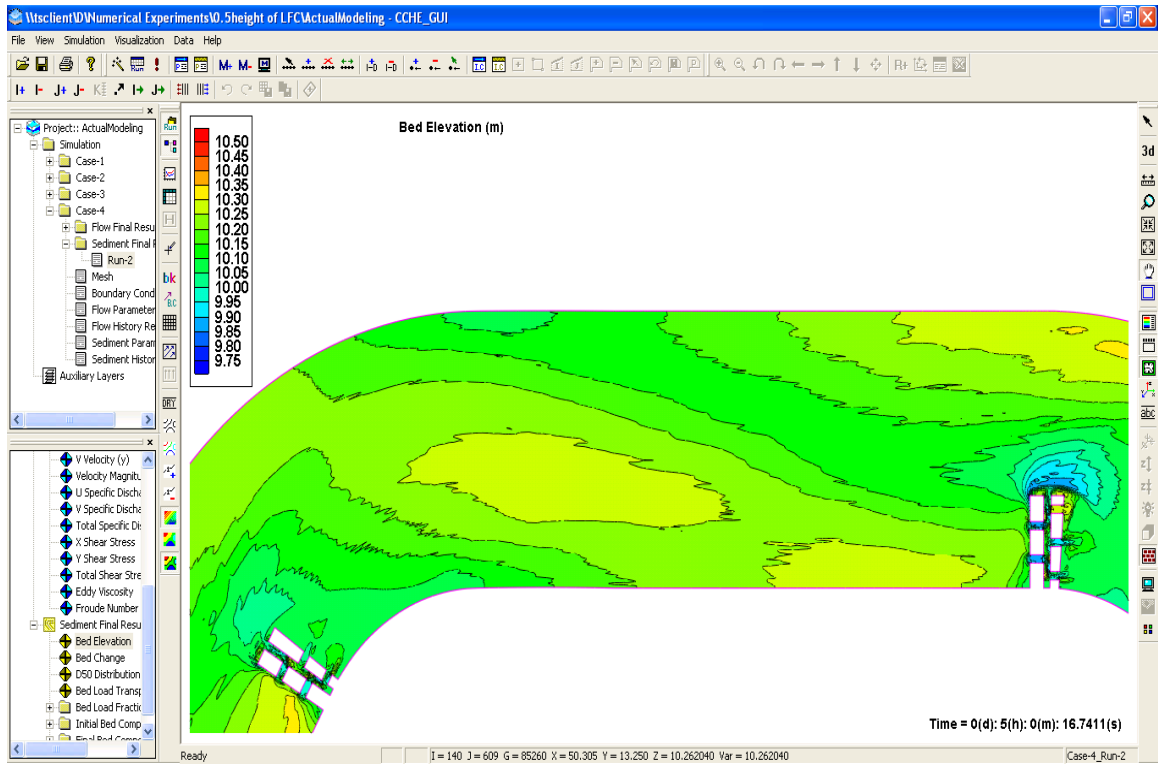 \\tsclient\D\Numerical Experiments\0.5height of LFC\ActualModeling - CCHE_GUI
File View Simulation Visualization Data Help
Project:: ActualModeling
Simulation
Case-1
Case-2
Case-3
Case-4
Flow Final Resu
Sediment Final R
Run-2
Mesh
Boundary Cond
Flow Parameter
Flow History Re
Sediment Param
Sediment Histor
Auxiliary Layers
V Velocity (y)
Velocity Magnitu
U Specific Discha
V Specific Discha
Total Specific Dis
X Shear Stress
Y Shear Stress
Total Shear Stre
Eddy Viscosity
Froude Number
Sediment Final Resu
Bed Elevation
Bed Change
D50 Distribution
Bed Load Transp
Bed Load Fractic
Initial Bed Comp
Final Bed Compo
Run
bk
B.C
DRY
Bed Elevation (m)
10.50
10.45
10.40
10.35
10.30
10.25
10.20
10.15
10.10
10.05
10.00
9.95
9.90
9.85
9.80
9.75
Time = 0(d): 5(h): 0(m): 16.7411(s)
3d
abc
Ready
I = 140 J = 609 G = 85260 X = 50.305 Y = 13.250 Z = 10.262040 Var = 10.262040
Case-4_Run-2